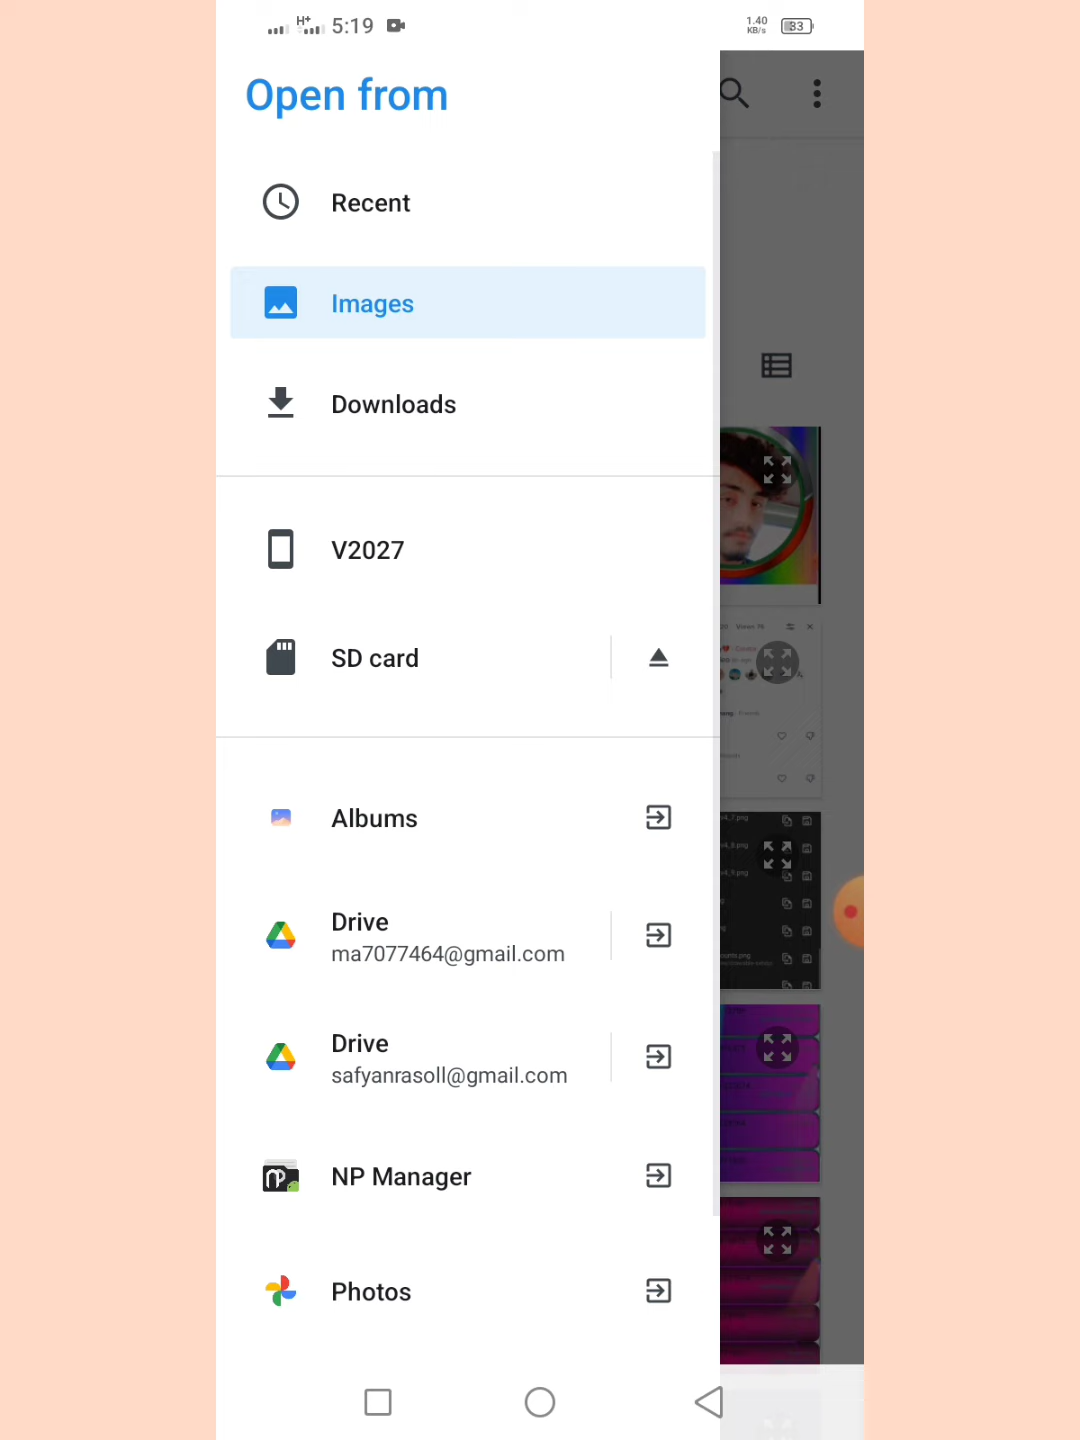 H+ 5:19 1.40 KB/s 33
Open from
Recent
Images
Downloads
V2027
SD card
Albums
Drive
ma7077464@gmail.com
Drive
safyanrasoll@gmail.com
NP Manager
Photos